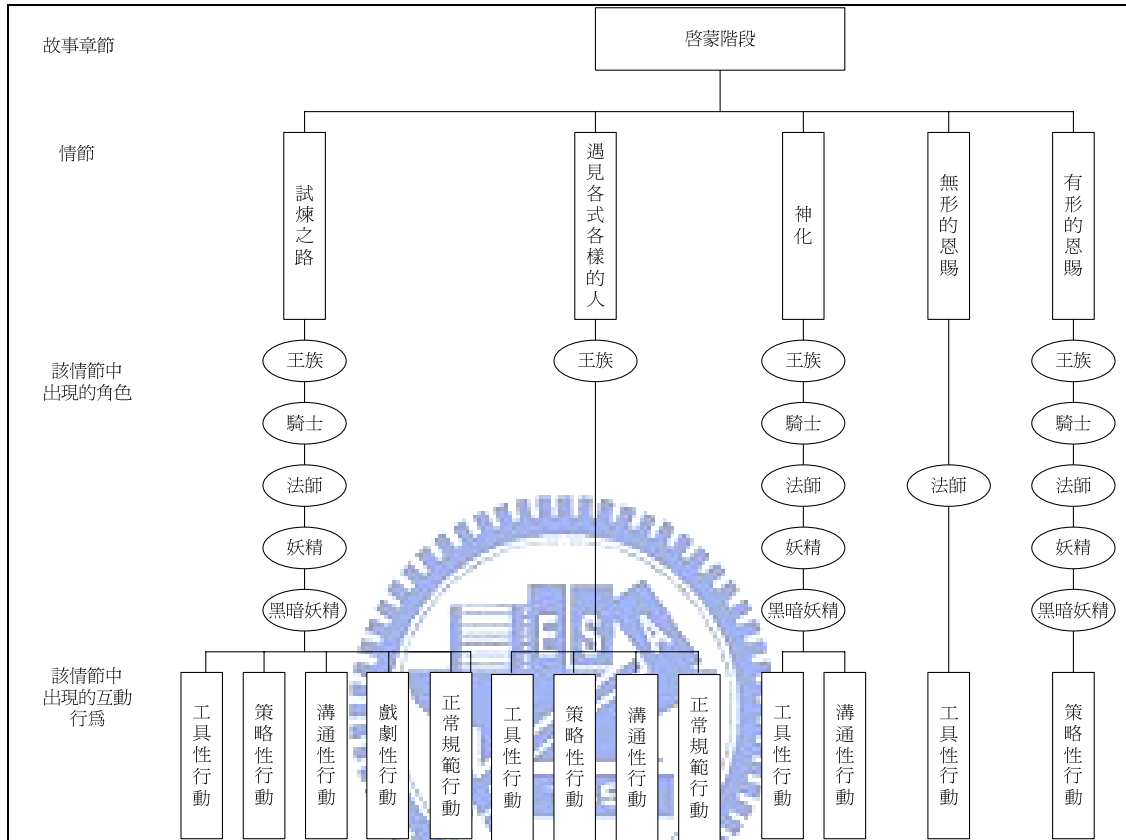 故事章節
啟蒙階段
情節
試煉之路
遇見各式各樣的人
神化
無形的恩賜
有形的恩賜
該情節中
出現的角色
王族
王族
王族
王族
騎士
騎士
騎士
法師
法師
法師
法師
妖精
妖精
妖精
黑暗妖精
黑暗妖精
黑暗妖精
該情節中
出現的互動
行為
工具性行動
策略性行動
溝通性行動
戲劇性行動
正常規範行動
工具性行動
策略性行動
溝通性行動
正常規範行動
工具性行動
溝通性行動
工具性行動
策略性行動
E S A